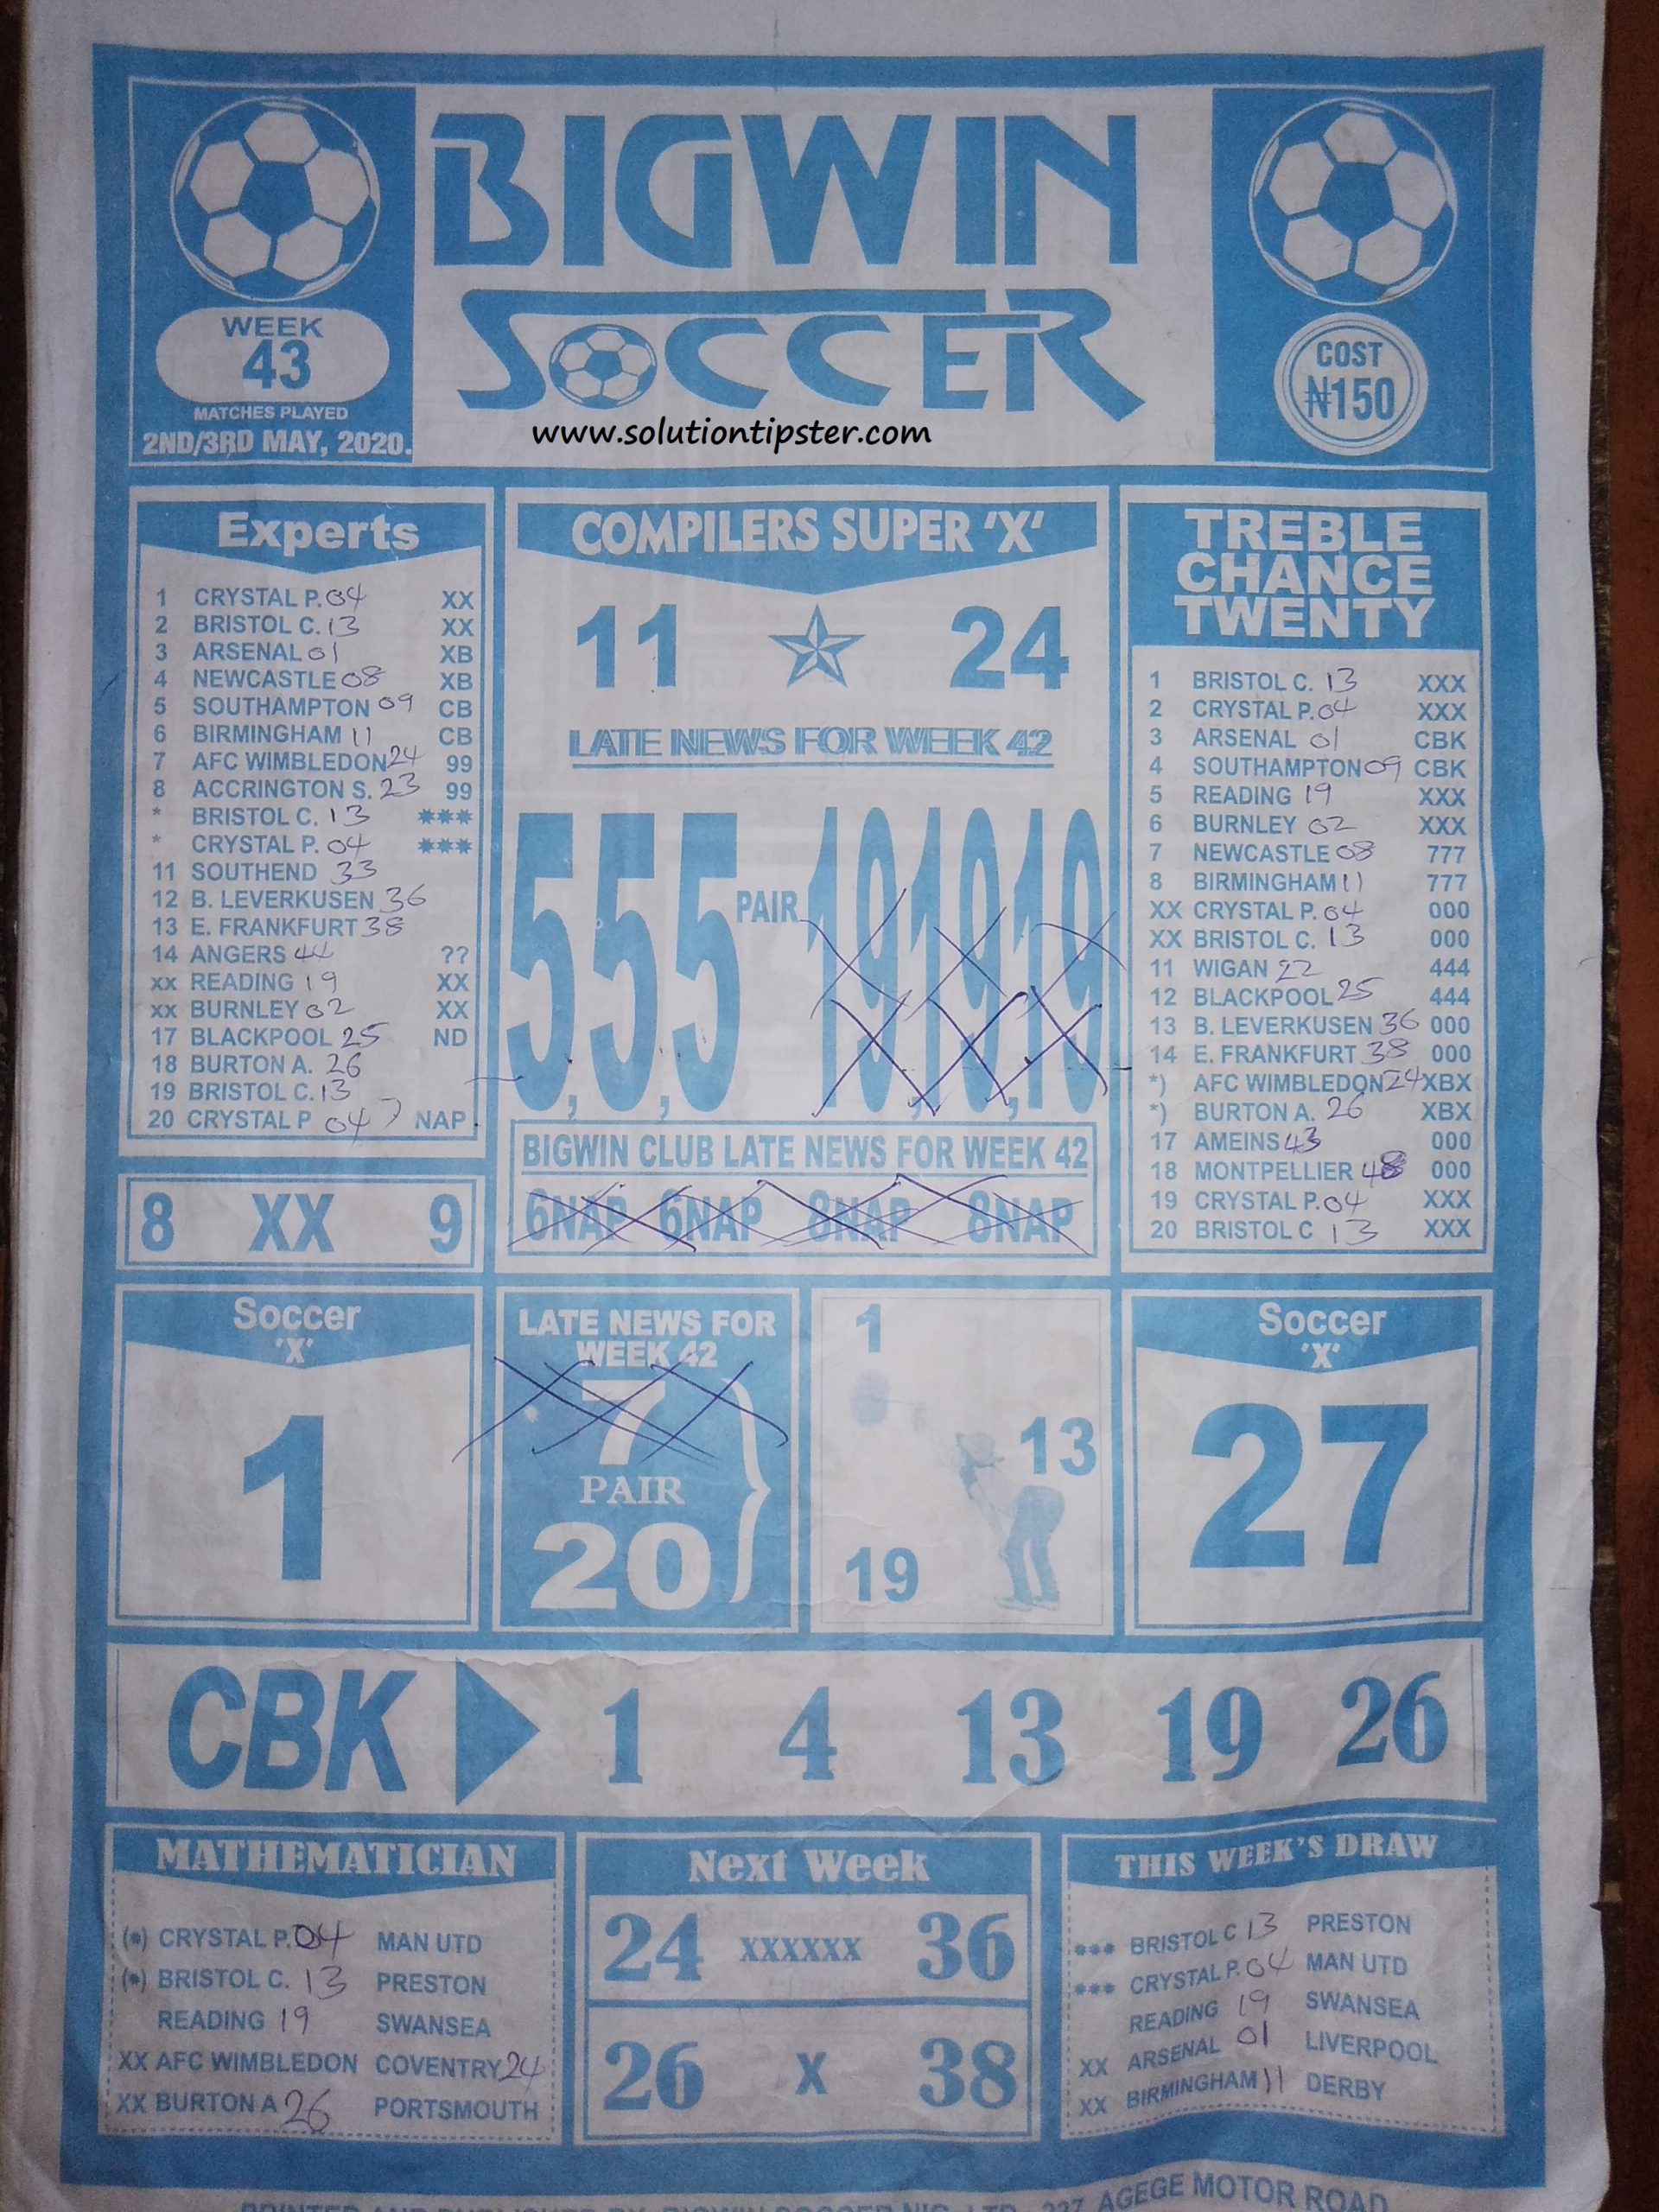 BIGWIN
SOCCER
WEEK
43
MATCHES PLAYED
2ND/3RD MAY, 2020.
COST
₦150
www.solutiontipster.com
Experts
1 CRYSTAL P. 04 XX
2 BRISTOL C. 13 XX
3 ARSENAL 01 XB
4 NEWCASTLE 08 XB
5 SOUTHAMPTON 09 CB
6 BIRMINGHAM 11 CB
7 AFC WIMBLEDON 24 99
8 ACCRINGTON S. 23 99
* BRISTOL C. 13 ***
* CRYSTAL P. 04 ***
11 SOUTHEND 33
12 B. LEVERKUSEN 36
13 E. FRANKFURT 38
14 ANGERS 44 ??
xx READING 19 XX
xx BURNLEY 02 XX
17 BLACKPOOL 25 ND
18 BURTON A. 26
19 BRISTOL C. 13
20 CRYSTAL P 04 NAP
8 XX 9
COMPILERS SUPER 'X'
11 24
LATE NEWS FOR WEEK 42
5,5,5 PAIR 19,19,19
BIGWIN CLUB LATE NEWS FOR WEEK 42
6NAP 6NAP 8NAP 8NAP
TREBLE
CHANCE
TWENTY
1 BRISTOL C. 13 XXX
2 CRYSTAL P. 04 XXX
3 ARSENAL 01 CBK
4 SOUTHAMPTON 09 CBK
5 READING 19 XXX
6 BURNLEY 02 XXX
7 NEWCASTLE 08 777
8 BIRMINGHAM 11 777
XX CRYSTAL P. 04 000
XX BRISTOL C. 13 000
11 WIGAN 22 444
12 BLACKPOOL 25 444
13 B. LEVERKUSEN 36 000
14 E. FRANKFURT 38 000
*) AFC WIMBLEDON 24 XBX
*) BURTON A. 26 XBX
17 AMEINS 43 000
18 MONTPELLIER 48 000
19 CRYSTAL P. 04 XXX
20 BRISTOL C 13 XXX
Soccer
'X'
1
LATE NEWS FOR
WEEK 42
7
PAIR
20
1
13
19
Soccer
'X'
27
CBK 1 4 13 19 26
MATHEMATICIAN
(*) CRYSTAL P. 04 MAN UTD
(*) BRISTOL C. 13 PRESTON
READING 19 SWANSEA
XX AFC WIMBLEDON COVENTRY 24
XX BURTON A 26 PORTSMOUTH
Next Week
24 XXXXXX 36
26 X 38
THIS WEEK'S DRAW
*** BRISTOL C 13 PRESTON
*** CRYSTAL P. 04 MAN UTD
READING 19 SWANSEA
XX ARSENAL 01 LIVERPOOL
XX BIRMINGHAM 11 DERBY
PRINTED AND PUBLISHED BY BIGWIN SOCCER NIG. LTD. 227, AGEGE MOTOR ROAD